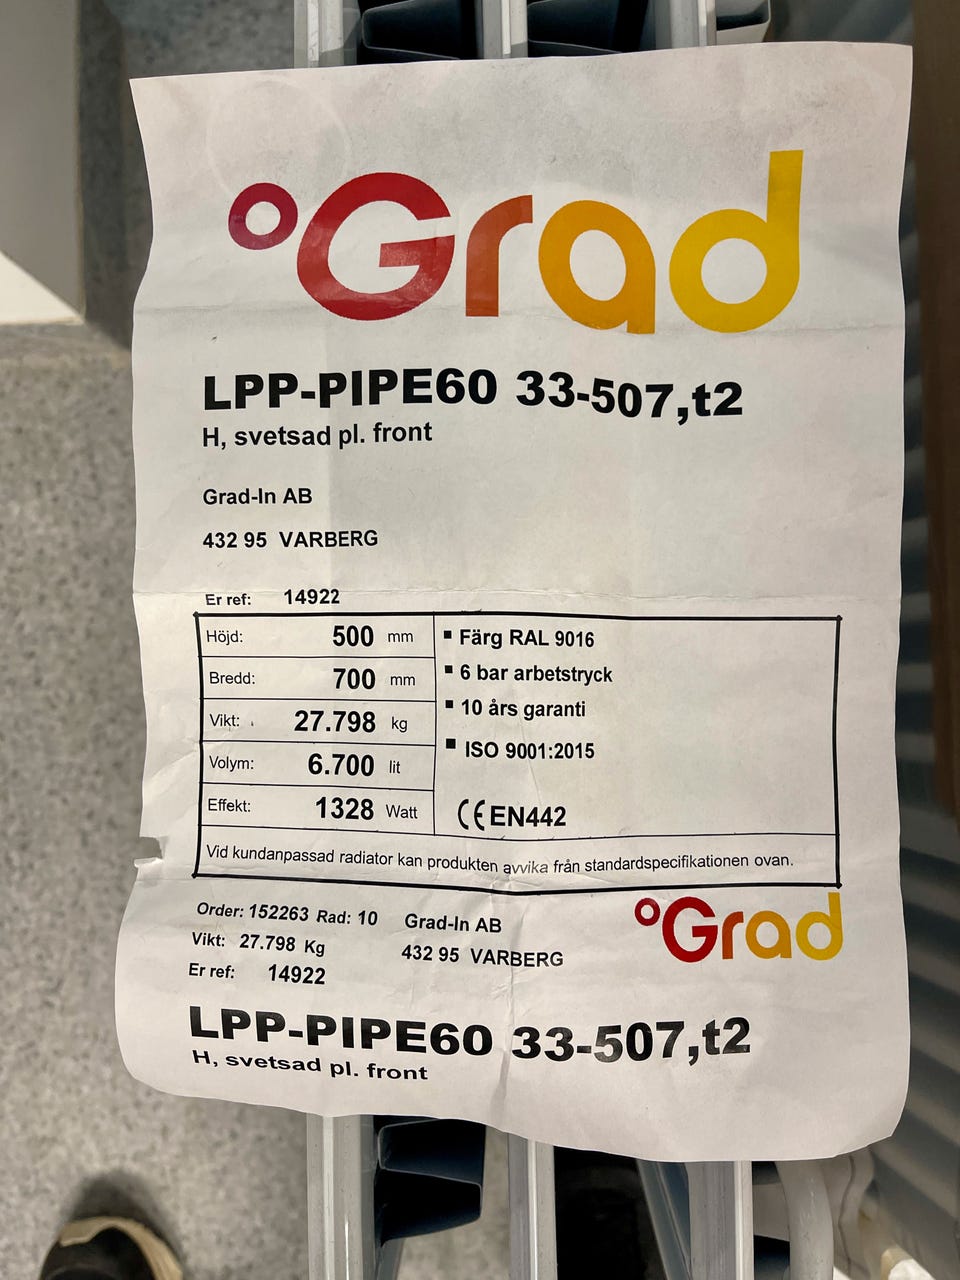 °Grad
LPP-PIPE60 33-507,t2
H, svetsad pl. front
Grad-In AB
432 95 VARBERG
Er ref: 14922
Höjd: 500 mm
Bredd: 700 mm
Vikt: 27.798 kg
Volym: 6.700 lit
Effekt: 1328 Watt
▪ Färg RAL 9016
▪ 6 bar arbetstryck
▪ 10 års garanti
▪ ISO 9001:2015
CE EN442
Vid kundanpassad radiator kan produkten avvika från standardspecifikationen ovan.
Order: 152263 Rad: 10 Grad-In AB
Vikt: 27.798 Kg 432 95 VARBERG
Er ref: 14922
°Grad
LPP-PIPE60 33-507,t2
H, svetsad pl. front